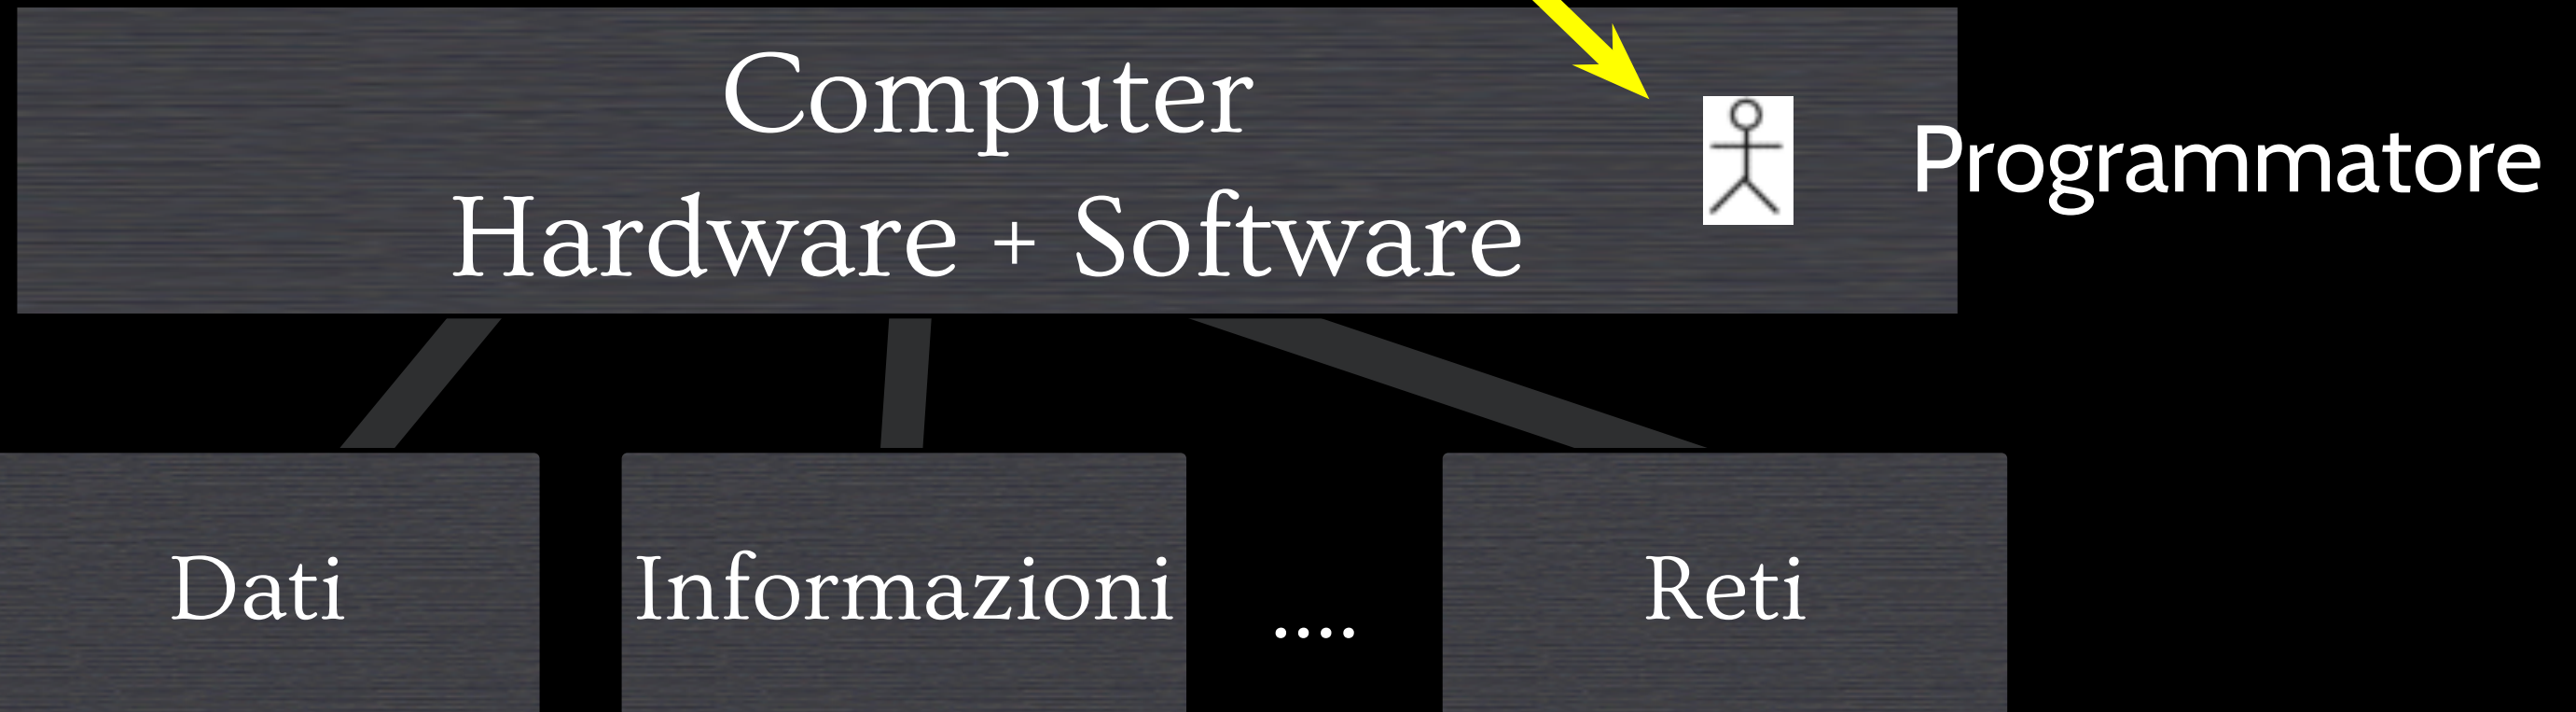 Computer
Hardware + Software
Programmatore
Dati
Informazioni
....
Reti